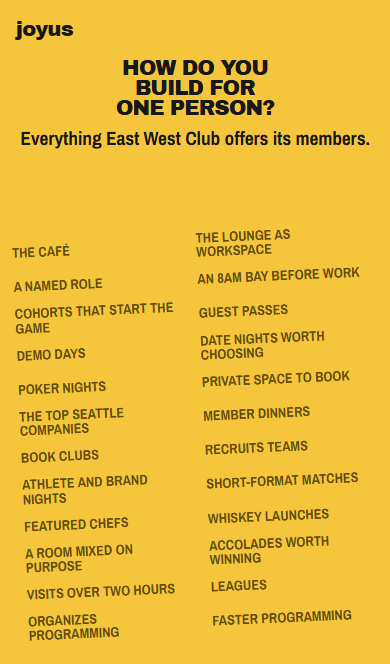 joyus
HOW DO YOU
BUILD FOR
ONE PERSON?
Everything East West Club offers its members.
THE CAFÉ
A NAMED ROLE
COHORTS THAT START THE
GAME
DEMO DAYS
POKER NIGHTS
THE TOP SEATTLE
COMPANIES
BOOK CLUBS
ATHLETE AND BRAND
NIGHTS
FEATURED CHEFS
A ROOM MIXED ON
PURPOSE
VISITS OVER TWO HOURS
ORGANIZES
PROGRAMMING
THE LOUNGE AS
WORKSPACE
AN 8AM BAY BEFORE WORK
GUEST PASSES
DATE NIGHTS WORTH
CHOOSING
PRIVATE SPACE TO BOOK
MEMBER DINNERS
RECRUITS TEAMS
SHORT-FORMAT MATCHES
WHISKEY LAUNCHES
ACCOLADES WORTH
WINNING
LEAGUES
FASTER PROGRAMMING